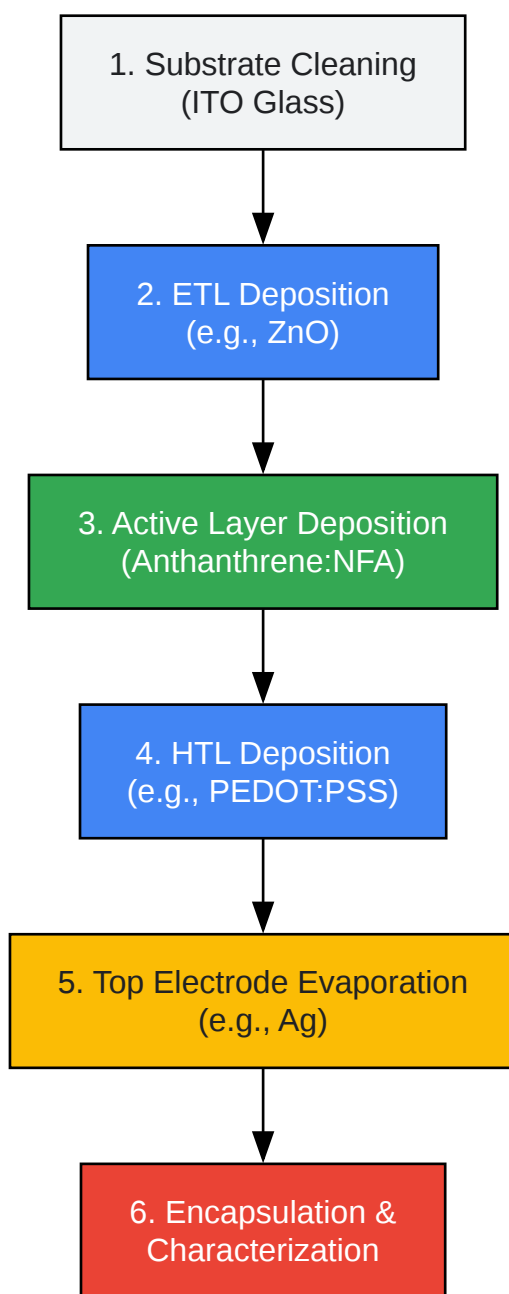 1. Substrate Cleaning
(ITO Glass)
2. ETL Deposition
(e.g., ZnO)
3. Active Layer Deposition
(Anthanthrene:NFA)
4. HTL Deposition
(e.g., PEDOT:PSS)
5. Top Electrode Evaporation
(e.g., Ag)
6. Encapsulation &
Characterization